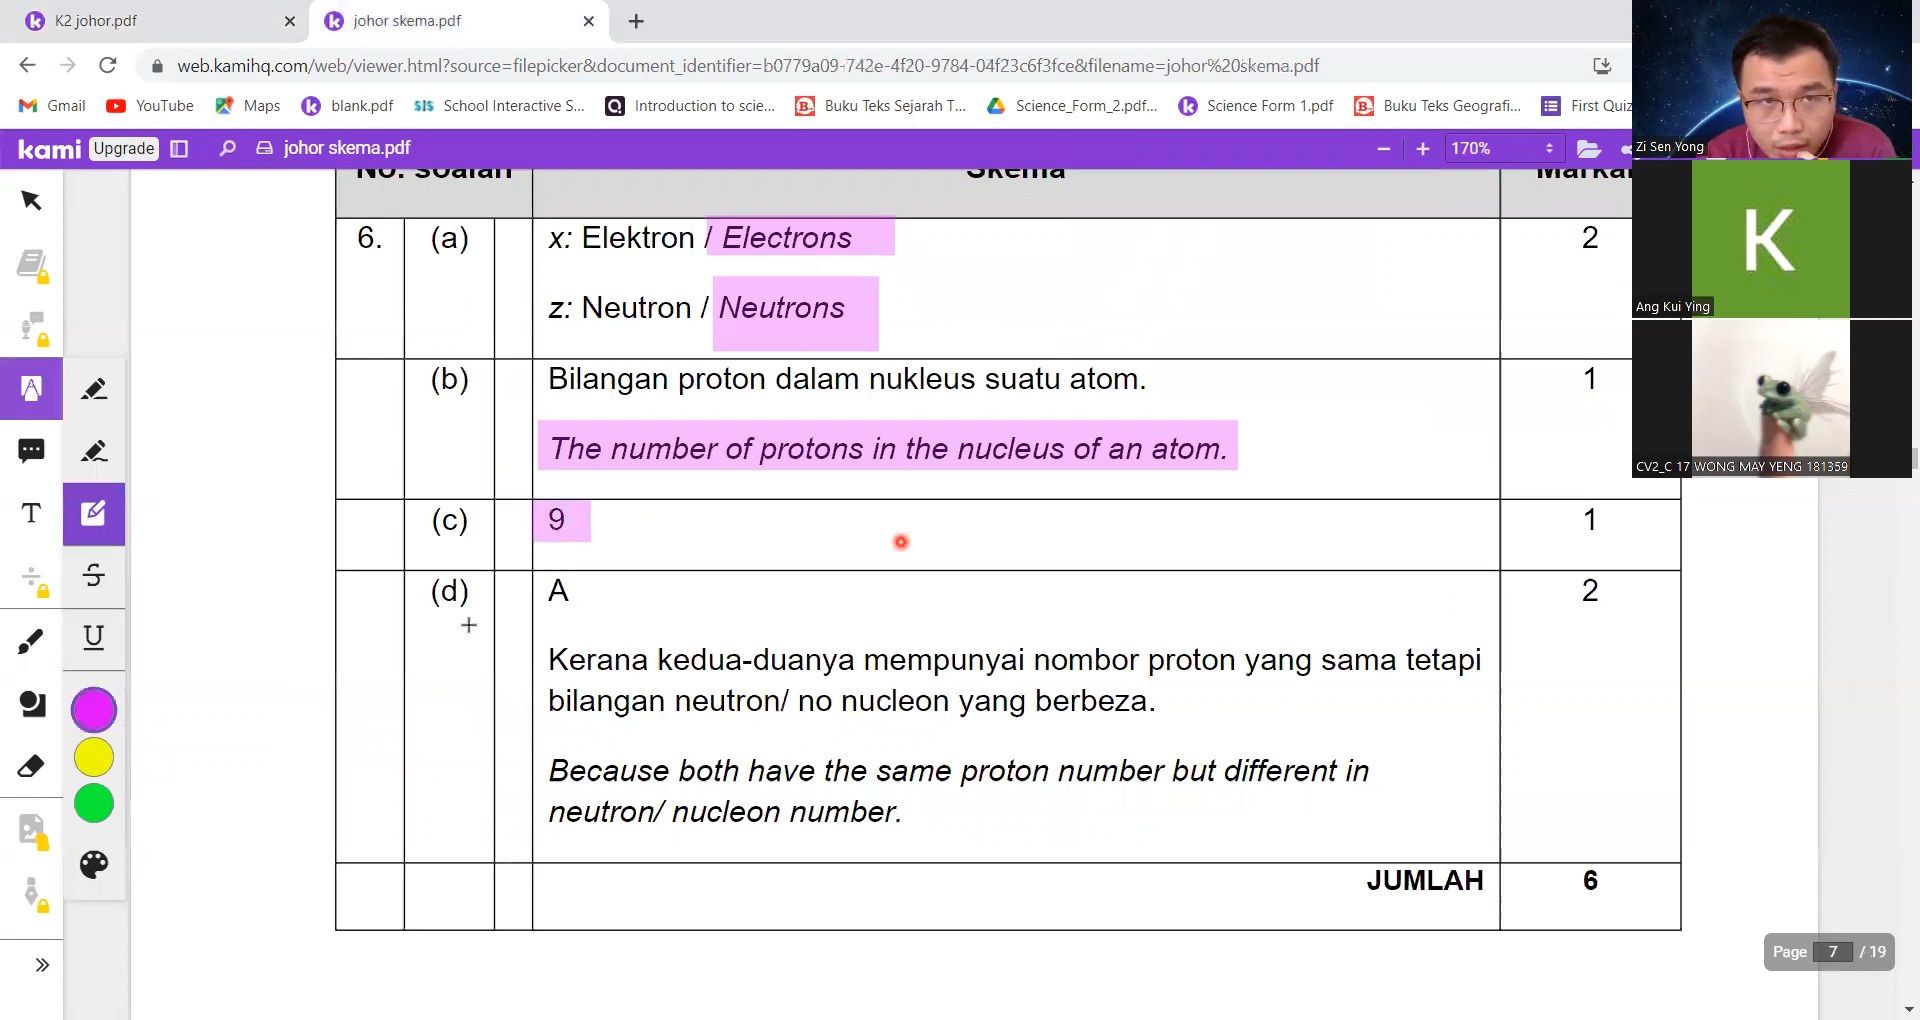 K2 johor.pdf
johor skema.pdf
web.kamihq.com/web/viewer.html?source=filepicker&document_identifier=b0779a09-742e-4f20-9784-04f23c6f3fce&filename=johor%20skema.pdf
Gmail YouTube Maps blank.pdf SIS School Interactive S... Introduction to scie... Buku Teks Sejarah T... Science_Form_2.pdf... Science Form 1.pdf Buku Teks Geografi... First Quiz
kami Upgrade johor skema.pdf 170%
Zi Sen Yong
No. soalan Skema
6. (a) x: Elektron / Electrons 2
z: Neutron / Neutrons
K
Ang Kui Ying
(b) Bilangan proton dalam nukleus suatu atom. 1
The number of protons in the nucleus of an atom.
CV2_C 17 WONG MAY YENG 181359
(c) 9 1
(d) A 2
Kerana kedua-duanya mempunyai nombor proton yang sama tetapi
bilangan neutron/ no nucleon yang berbeza.
Because both have the same proton number but different in
neutron/ nucleon number.
JUMLAH 6
Page 7 / 19